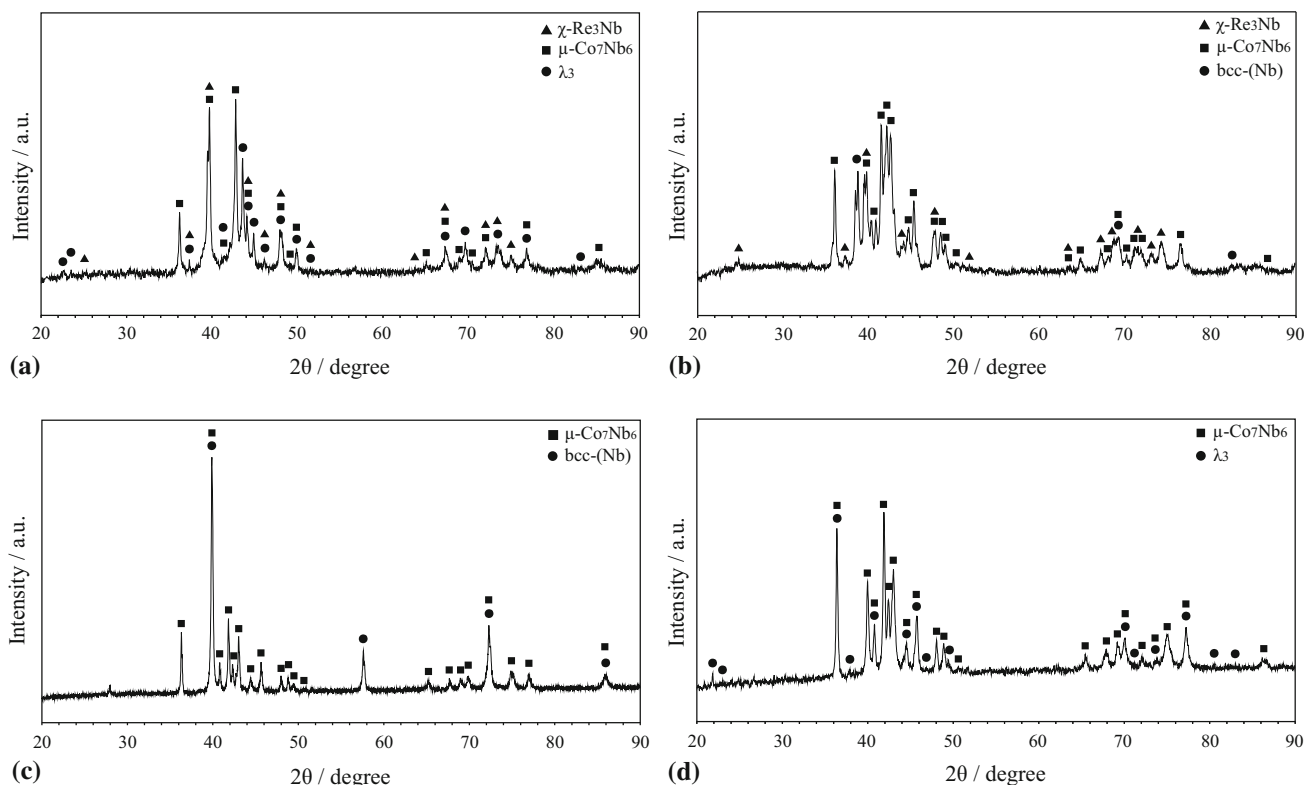 χ-Re3Nb
μ-Co7Nb6
λ3
Intensity / a.u.
20 30 40 50 60 70 80 90
2θ / degree
(a)
χ-Re3Nb
μ-Co7Nb6
bcc-(Nb)
Intensity / a.u.
20 30 40 50 60 70 80 90
2θ / degree
(b)
μ-Co7Nb6
bcc-(Nb)
Intensity / a.u.
20 30 40 50 60 70 80 90
2θ / degree
(c)
μ-Co7Nb6
λ3
Intensity / a.u.
20 30 40 50 60 70 80 90
2θ / degree
(d)